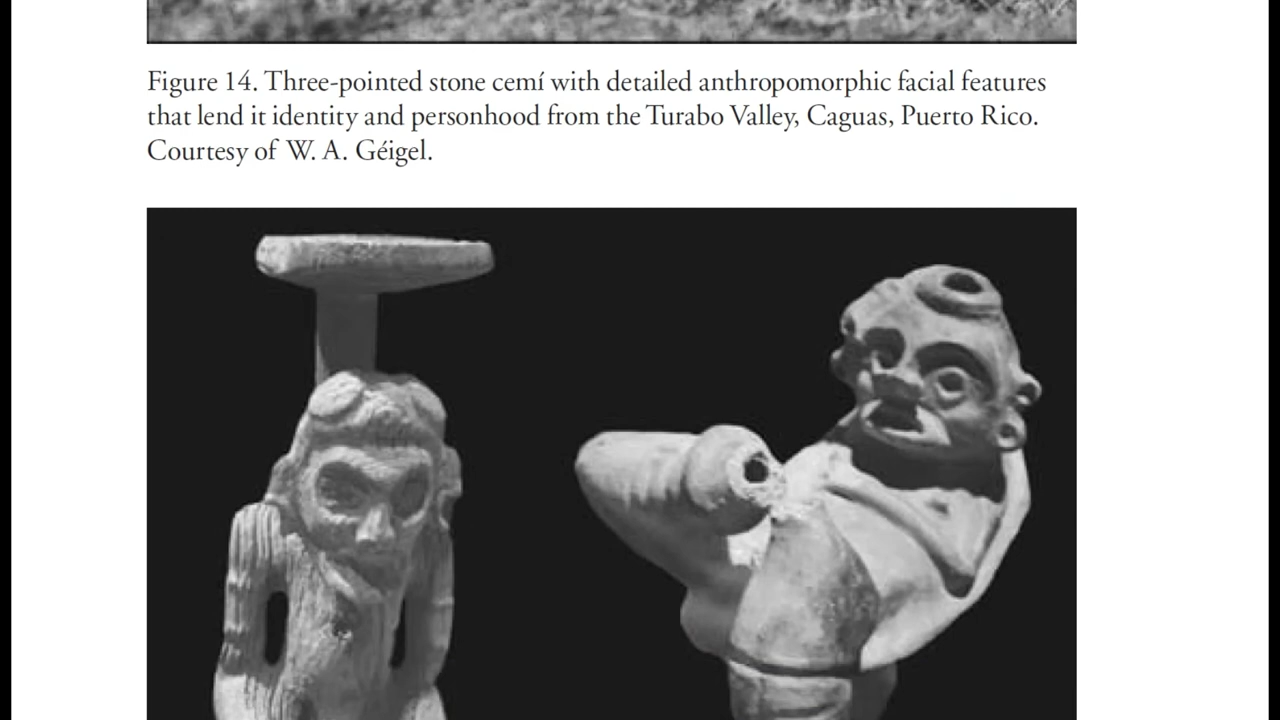 Figure 14. Three-pointed stone cemí with detailed anthropomorphic facial features
that lend it identity and personhood from the Turabo Valley, Caguas, Puerto Rico.
Courtesy of W. A. Géigel.